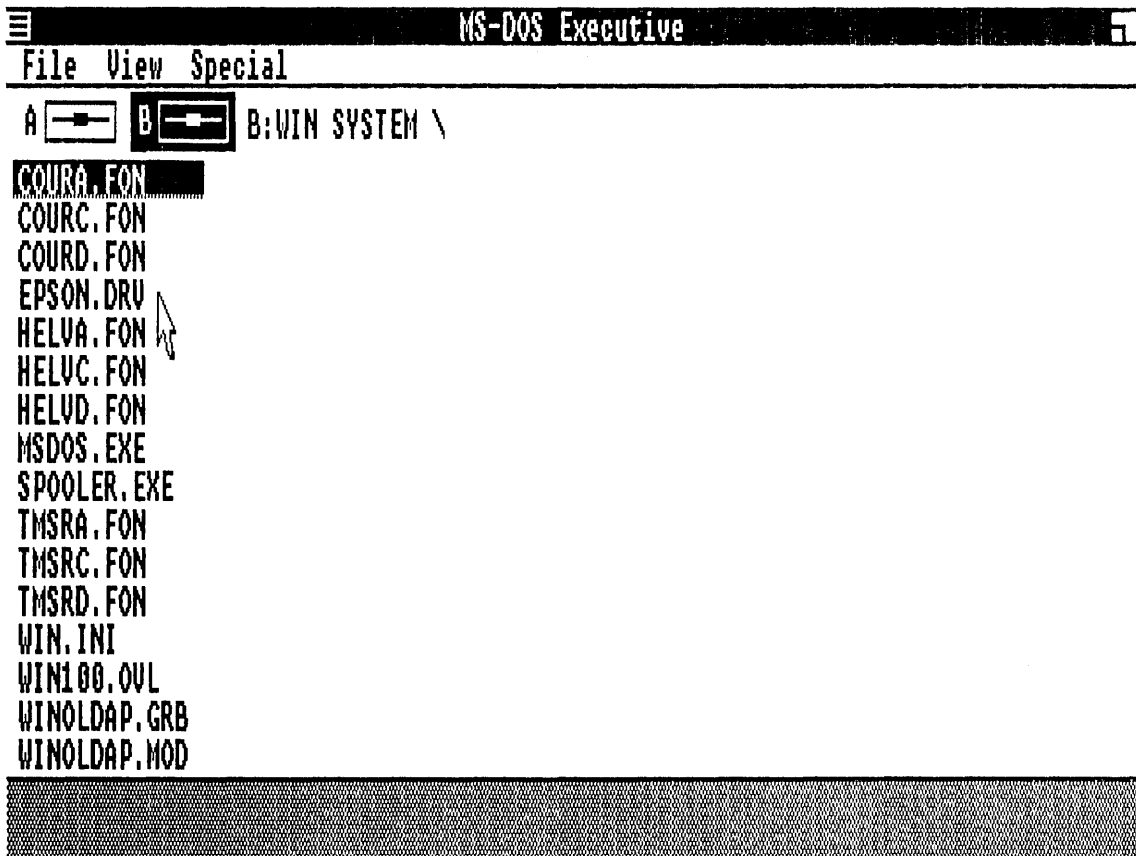 MS-DOS Executive
File View Special
A B B:WIN SYSTEM \
COURA.FON
COURC.FON
COURD.FON
EPSON.DRV
HELVA.FON
HELVC.FON
HELVD.FON
MSDOS.EXE
SPOOLER.EXE
TMSRA.FON
TMSRC.FON
TMSRD.FON
WIN.INI
WIN100.OVL
WINOLDAP.GRB
WINOLDAP.MOD